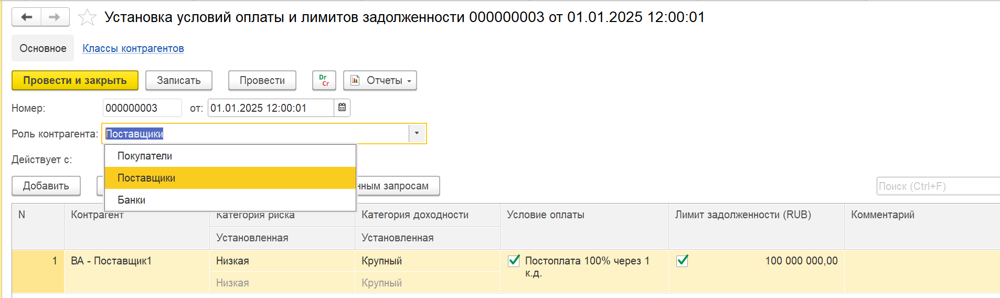 Установка условий оплаты и лимитов задолженности 000000003 от 01.01.2025 12:00:01
Основное Классы контрагентов
Провести и закрыть Записать Провести Dr Cr Отчеты
Номер: 000000003 от: 01.01.2025 12:00:01
Роль контрагента: Поставщики
Покупатели
Действует с:
Поставщики
Добавить нным запросам Поиск (Ctrl+F)
Банки
N Контрагент Категория риска Категория доходности Условие оплаты Лимит задолженности (RUB) Комментарий
Установленная Установленная
1 ВА - Поставщик1 Низкая Крупный Постоплата 100% через 1 100 000 000,00
к.д.
Низкая Крупный